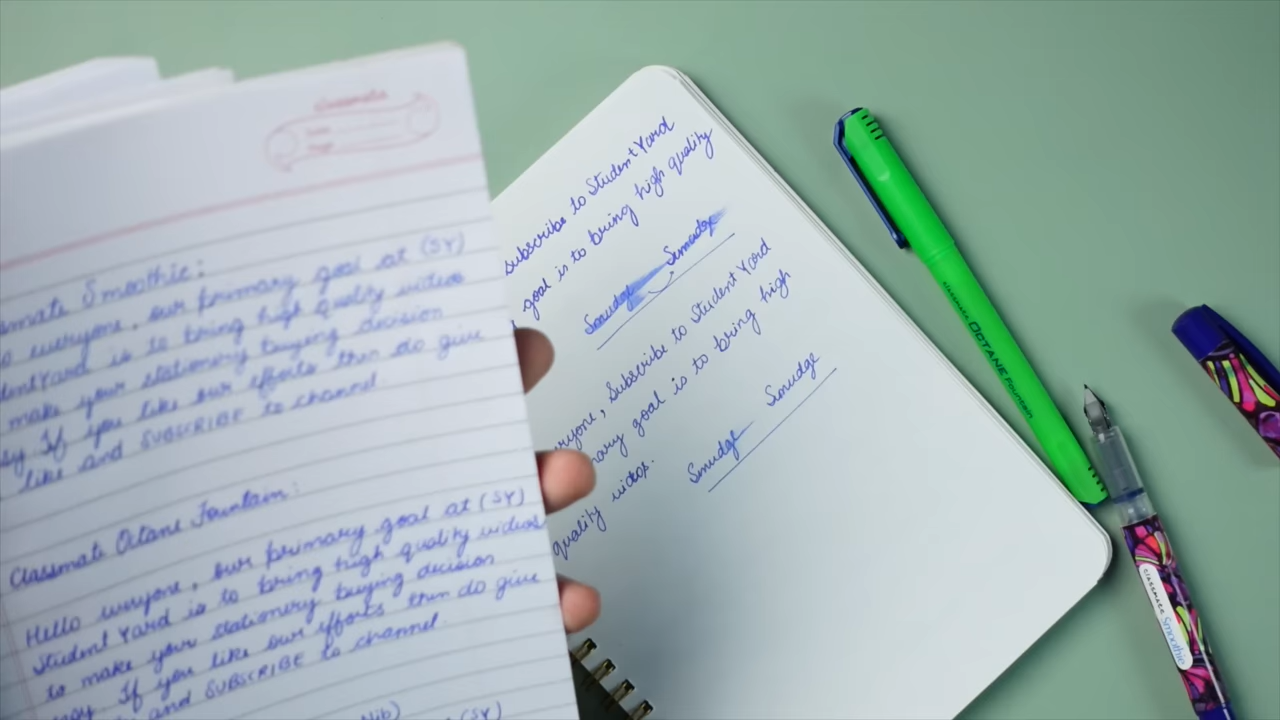 classmate
Smoothie:
everyone, our primary goal at (SY)
is to bring high quality videos
make your stationery buying decision
If you like our efforts then do give
like and SUBSCRIBE to channel.
Classmate Octane Fountain:
Hello everyone, our primary goal at (SY)
Student Yard is to bring high quality videos
to make your stationery buying decision
If you like our efforts then do give
and SUBSCRIBE to channel.
(SY)
subscribe to Student Yard
goal is to bring high quality
Smudge Smudge
Subscribe to Student Yard
goal is to bring high
quality
Smudge Smudge
classmate OCTANE Fountain
classmate Smoothie